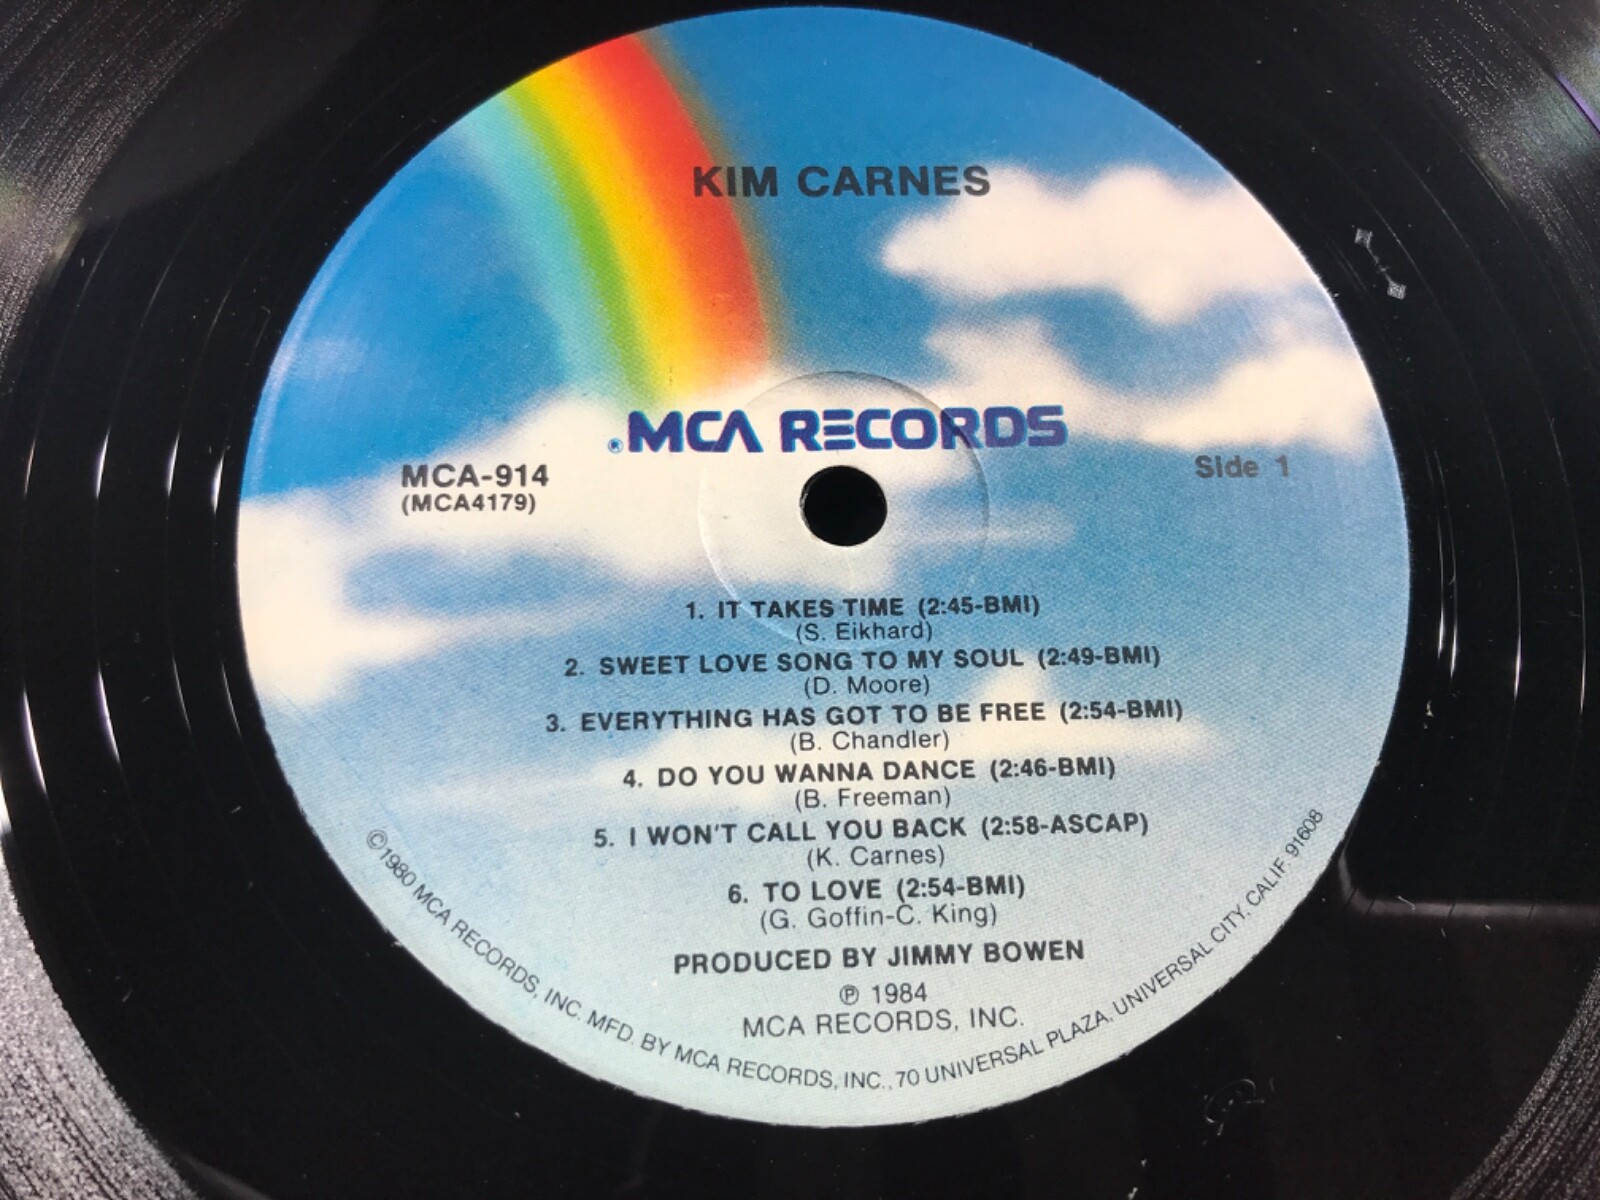 KIM CARNES
® MCA RECORDS
MCA-914
(MCA4179)
Side 1
1. IT TAKES TIME (2:45-BMI)
(S. Eikhard)
2. SWEET LOVE SONG TO MY SOUL (2:49-BMI)
(D. Moore)
3. EVERYTHING HAS GOT TO BE FREE (2:54-BMI)
(B. Chandler)
4. DO YOU WANNA DANCE (2:46-BMI)
(B. Freeman)
5. I WON'T CALL YOU BACK (2:58-ASCAP)
(K. Carnes)
6. TO LOVE (2:54-BMI)
(G. Goffin-C. King)
PRODUCED BY JIMMY BOWEN
℗ 1984
MCA RECORDS, INC.
©1980 MCA RECORDS, INC. MFD. BY MCA RECORDS, INC., 70 UNIVERSAL PLAZA, UNIVERSAL CITY, CALIF. 91608